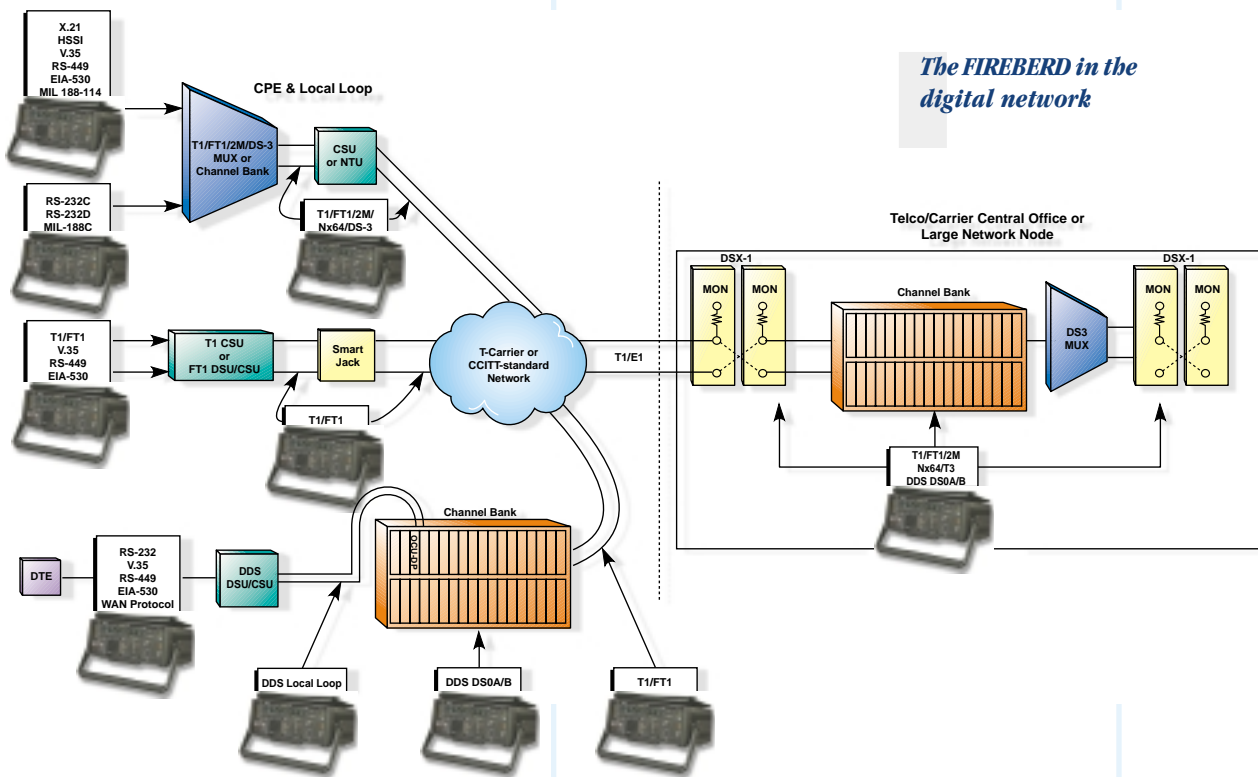 The FIREBERD in the
digital network
X.21
HSSI
V.35
RS-449
EIA-530
MIL 188-114
CPE & Local Loop
T1/FT1/2M/DS-3
MUX or
Channel Bank
CSU
or NTU
RS-232C
RS-232D
MIL-188C
T1/FT1/2M/
Nx64/DS-3
T1/FT1
V.35
RS-449
EIA-530
T1 CSU
or
FT1 DSU/CSU
Smart
Jack
T1/FT1
T-Carrier or
CCITT-standard
Network
T1/E1
Telco/Carrier Central Office or
Large Network Node
DSX-1
MON
MON
Channel Bank
DS3
MUX
DSX-1
MON
MON
T1/FT1/2M
Nx64/T3
DDS DS0A/B
DTE
RS-232
V.35
RS-449
EIA-530
WAN Protocol
DDS
DSU/CSU
Channel Bank
OCU-DP
DDS Local Loop
DDS DS0A/B
T1/FT1